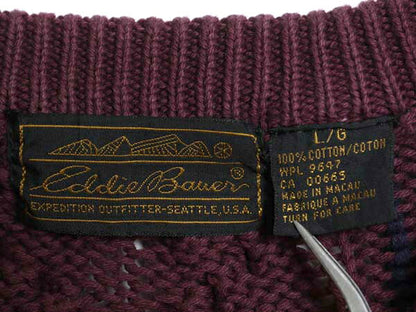 Eddie Bauer®
EXPEDITION OUTFITTER-SEATTLE, U.S.A.
L/G
100% COTTON/COTON
WPL 9647
CA 00665
MADE IN MACAU
FABRIQUE A MACAU
TURN FOR CARE